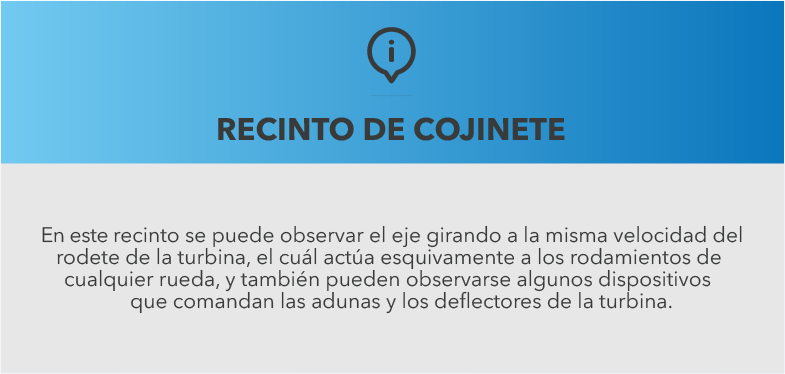 RECINTO DE COJINETE
En este recinto se puede observar el eje girando a la misma velocidad del
rodete de la turbina, el cuál actúa esquivamente a los rodamientos de
cualquier rueda, y también pueden observarse algunos dispositivos
que comandan las adunas y los deflectores de la turbina.